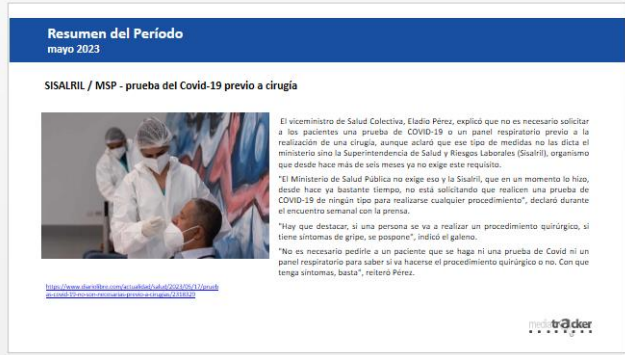 Resumen del Período
mayo 2023
SISALRIL / MSP - prueba del Covid-19 previo a cirugía
El viceministro de Salud Colectiva, Eladio Pérez, explicó que no es necesario solicitar
a los pacientes una prueba de COVID-19 o un panel respiratorio previo a la
realización de una cirugía, aunque aclaró que ese tipo de medidas no las dicta el
ministerio sino la Superintendencia de Salud y Riesgos Laborales (Sisalril), organismo
que desde hace más de seis meses ya no exige este requisito.
"El Ministerio de Salud Pública no exige eso y la Sisalril, que en un momento lo hizo,
desde hace ya bastante tiempo, no está solicitando que realicen una prueba de
COVID-19 de ningún tipo para realizarse cualquier procedimiento", declaró durante
el encuentro semanal con la prensa.
"Hay que destacar, si una persona se va a realizar un procedimiento quirúrgico, si
tiene síntomas de gripe, se pospone", indicó el galeno.
"No es necesario pedirle a un paciente que se haga ni una prueba de Covid ni un
panel respiratorio para saber si va hacerse el procedimiento quirúrgico o no. Con que
tenga síntomas, basta", reiteró Pérez.
https://www.diariolibre.com/actualidad/salud/2023/05/17/prueb
as-covid-19-no-son-necesarias-previo-a-cirugias/2310329
mediatracker